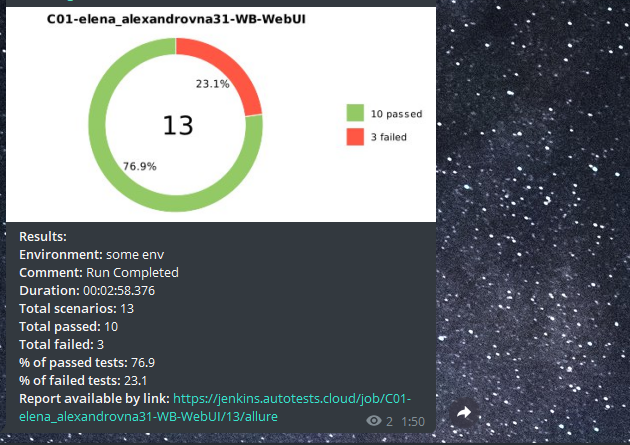 C01-elena_alexandrovna31-WB-WebUI
23.1%
10 passed
13
3 failed
76.9%
Results:
Environment: some env
Comment: Run Completed
Duration: 00:02:58.376
Total scenarios: 13
Total passed: 10
Total failed: 3
% of passed tests: 76.9
% of failed tests: 23.1
Report available by link: https://jenkins.autotests.cloud/job/C01-
elena_alexandrovna31-WB-WebUI/13/allure
2 1:50